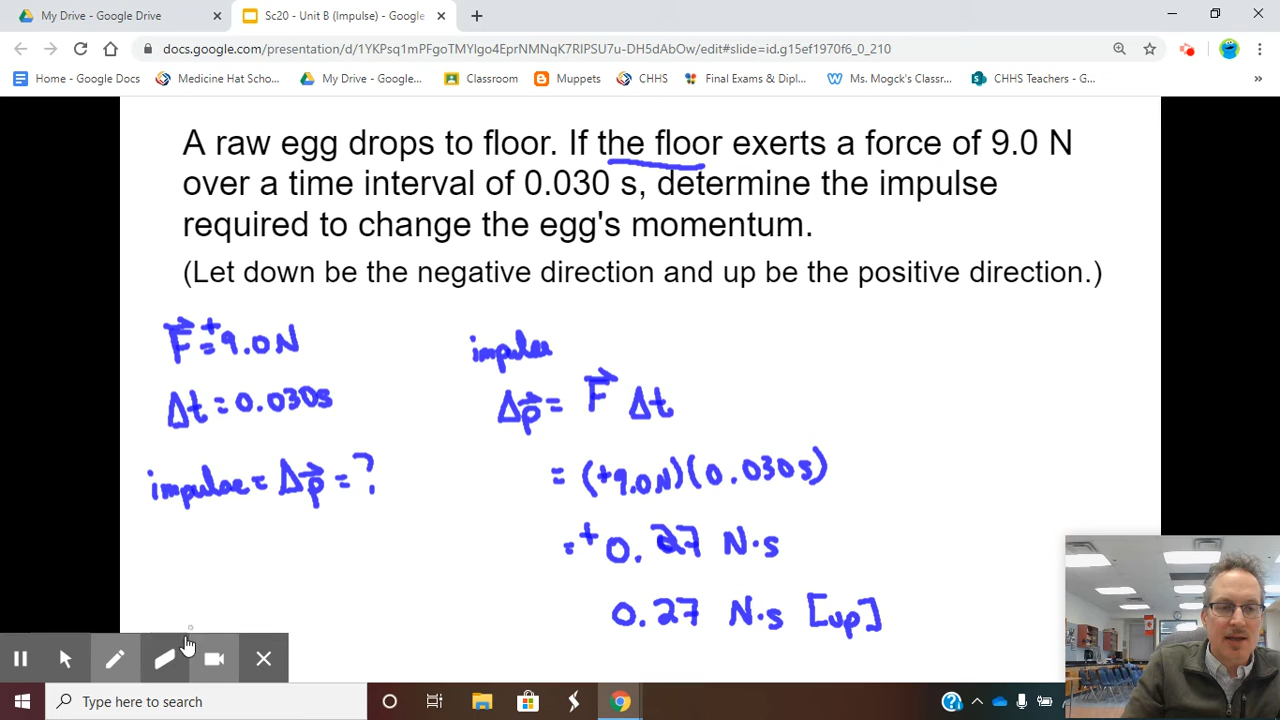 My Drive - Google Drive
Sc20 - Unit B (Impulse) - Google
docs.google.com/presentation/d/1YKPsq1mPFgoTMYlgo4EprNMNqK7RIPSU7u-DH5dAbOw/edit#slide=id.g15ef1970f6_0_210
Home - Google Docs Medicine Hat Scho... My Drive - Google... Classroom Muppets CHHS Final Exams & Dipl... Ms. Mogck's Classr... CHHS Teachers - G...
A raw egg drops to floor. If the floor exerts a force of 9.0 N
over a time interval of 0.030 s, determine the impulse
required to change the egg's momentum.
(Let down be the negative direction and up be the positive direction.)
F⃗ = +9.0N
Δt = 0.030s
impulse = Δp⃗ = ?
impulse
Δp⃗ = F⃗ Δt
= (+9.0N)(0.030s)
= +0.27 N·s
0.27 N·s [up]
Type here to search